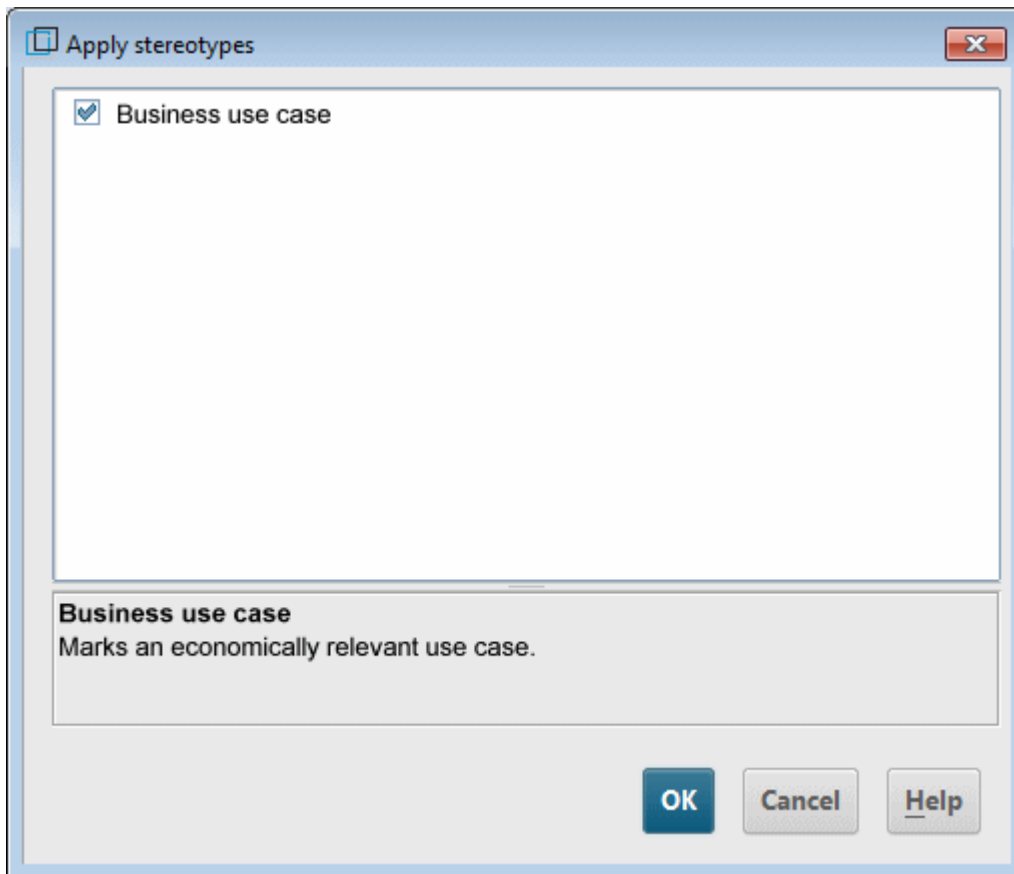 Apply stereotypes
Business use case
Business use case
Marks an economically relevant use case.
OK Cancel Help